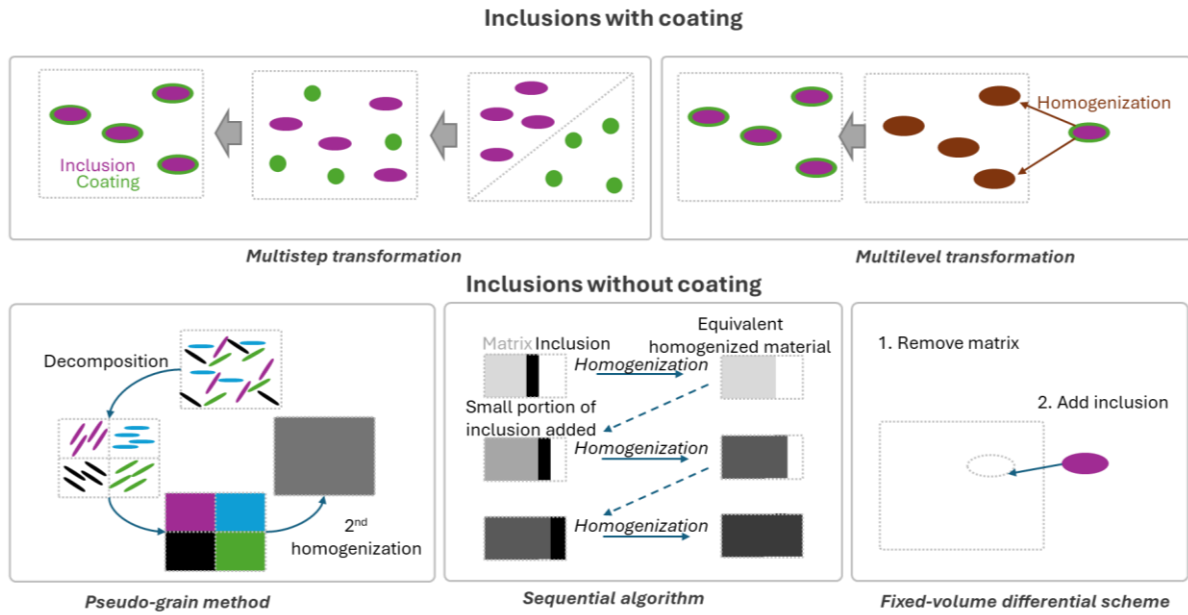 Inclusions with coating
Inclusion
Coating
Multistep transformation
Homogenization
Multilevel transformation
Inclusions without coating
Decomposition
2nd
homogenization
Pseudo-grain method
Matrix Inclusion
Homogenization
Equivalent
homogenized material
Small portion of
inclusion added
Homogenization
Homogenization
Sequential algorithm
1. Remove matrix
2. Add inclusion
Fixed-volume differential scheme